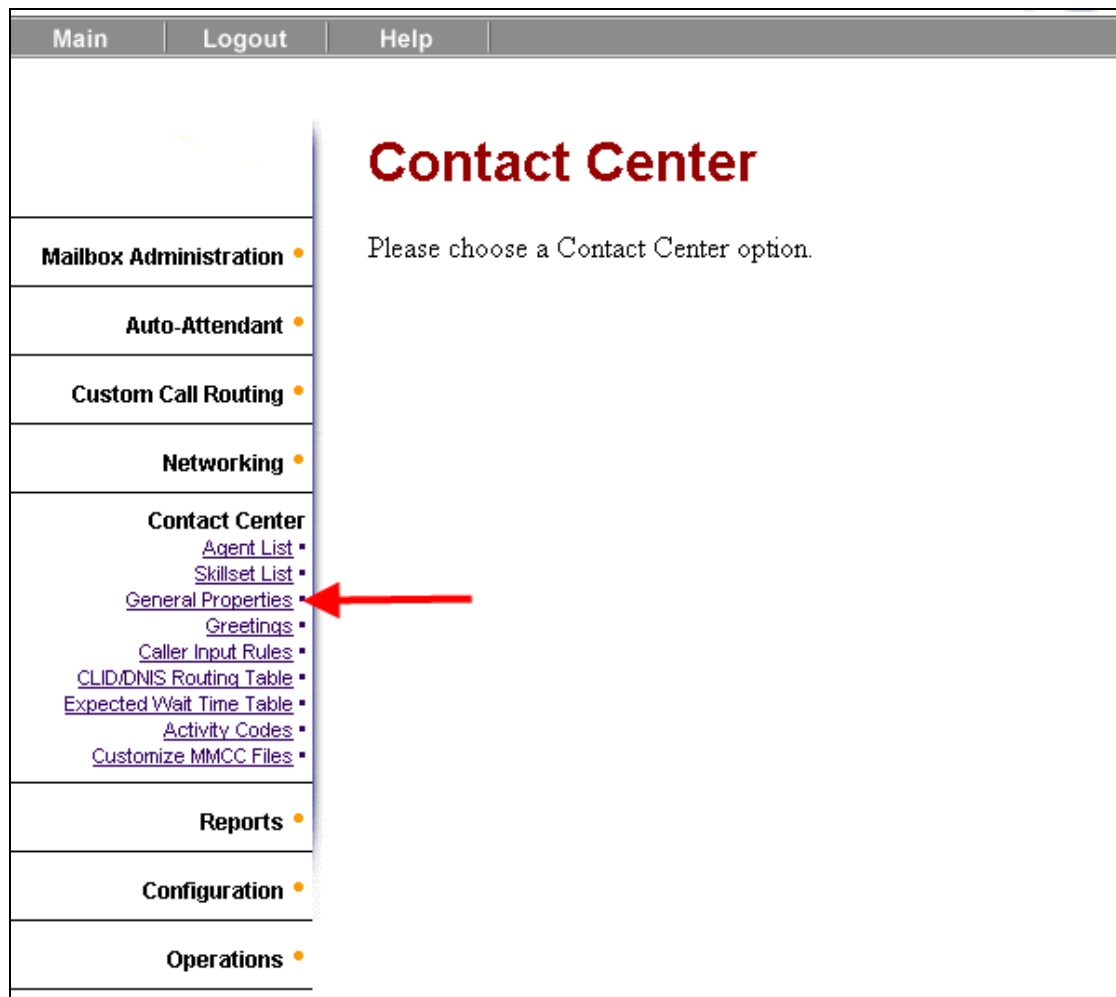 Main Logout Help
Contact Center
Please choose a Contact Center option.
Mailbox Administration
Auto-Attendant
Custom Call Routing
Networking
Contact Center
Agent List
Skillset List
General Properties
Greetings
Caller Input Rules
CLID/DNIS Routing Table
Expected Wait Time Table
Activity Codes
Customize MMCC Files
Reports
Configuration
Operations